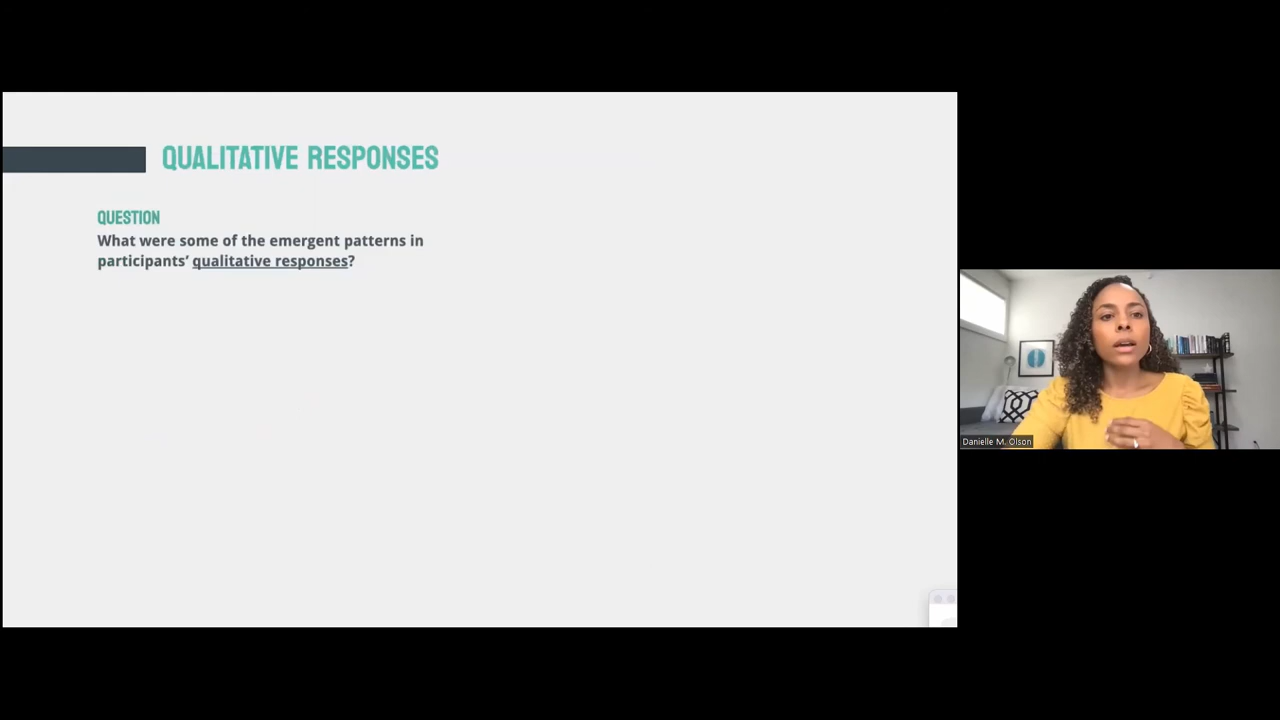 QUALITATIVE RESPONSES
QUESTION
What were some of the emergent patterns in
participants’ qualitative responses?
Danielle M. Olson